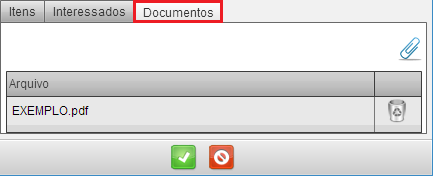 Itens Interessados Documentos
Arquivo
EXEMPLO.pdf